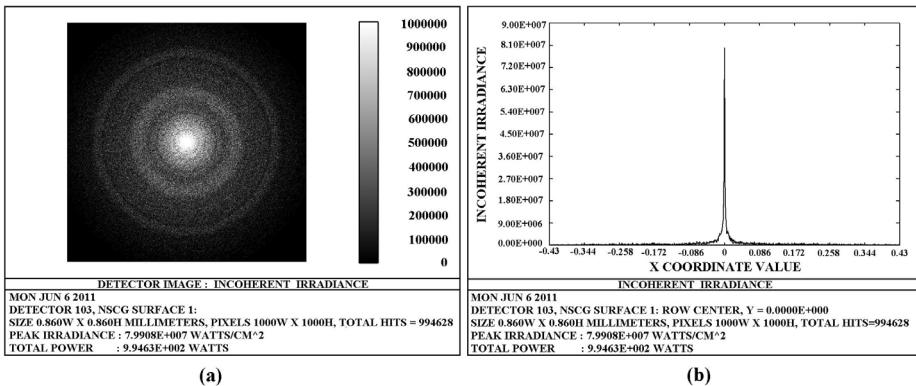 1000000
900000
800000
700000
600000
500000
400000
300000
200000
100000
0
DETECTOR IMAGE : INCOHERENT IRRADIANCE
MON JUN 6 2011
DETECTOR 103, NSCG SURFACE 1:
SIZE 0.860W X 0.860H MILLIMETERS, PIXELS 1000W X 1000H, TOTAL HITS = 994628
PEAK IRRADIANCE : 7.9908E+007 WATTS/CM^2
TOTAL POWER : 9.9463E+002 WATTS
(a)
INCOHERENT IRRADIANCE
9.00E+007
8.10E+007
7.20E+007
6.30E+007
5.40E+007
4.50E+007
3.60E+007
2.70E+007
1.80E+007
9.00E+006
0.00E+000
-0.43 -0.344 -0.258 -0.172 -0.086 0 0.086 0.172 0.258 0.344 0.43
X COORDINATE VALUE
INCOHERENT IRRADIANCE
MON JUN 6 2011
DETECTOR 103, NSCG SURFACE 1: ROW CENTER, Y = 0.0000E+000
SIZE 0.860W X 0.860H MILLIMETERS, PIXELS 1000W X 1000H, TOTAL HITS=994628
PEAK IRRADIANCE : 7.9908E+007 WATTS/CM^2
TOTAL POWER : 9.9463E+002 WATTS
(b)